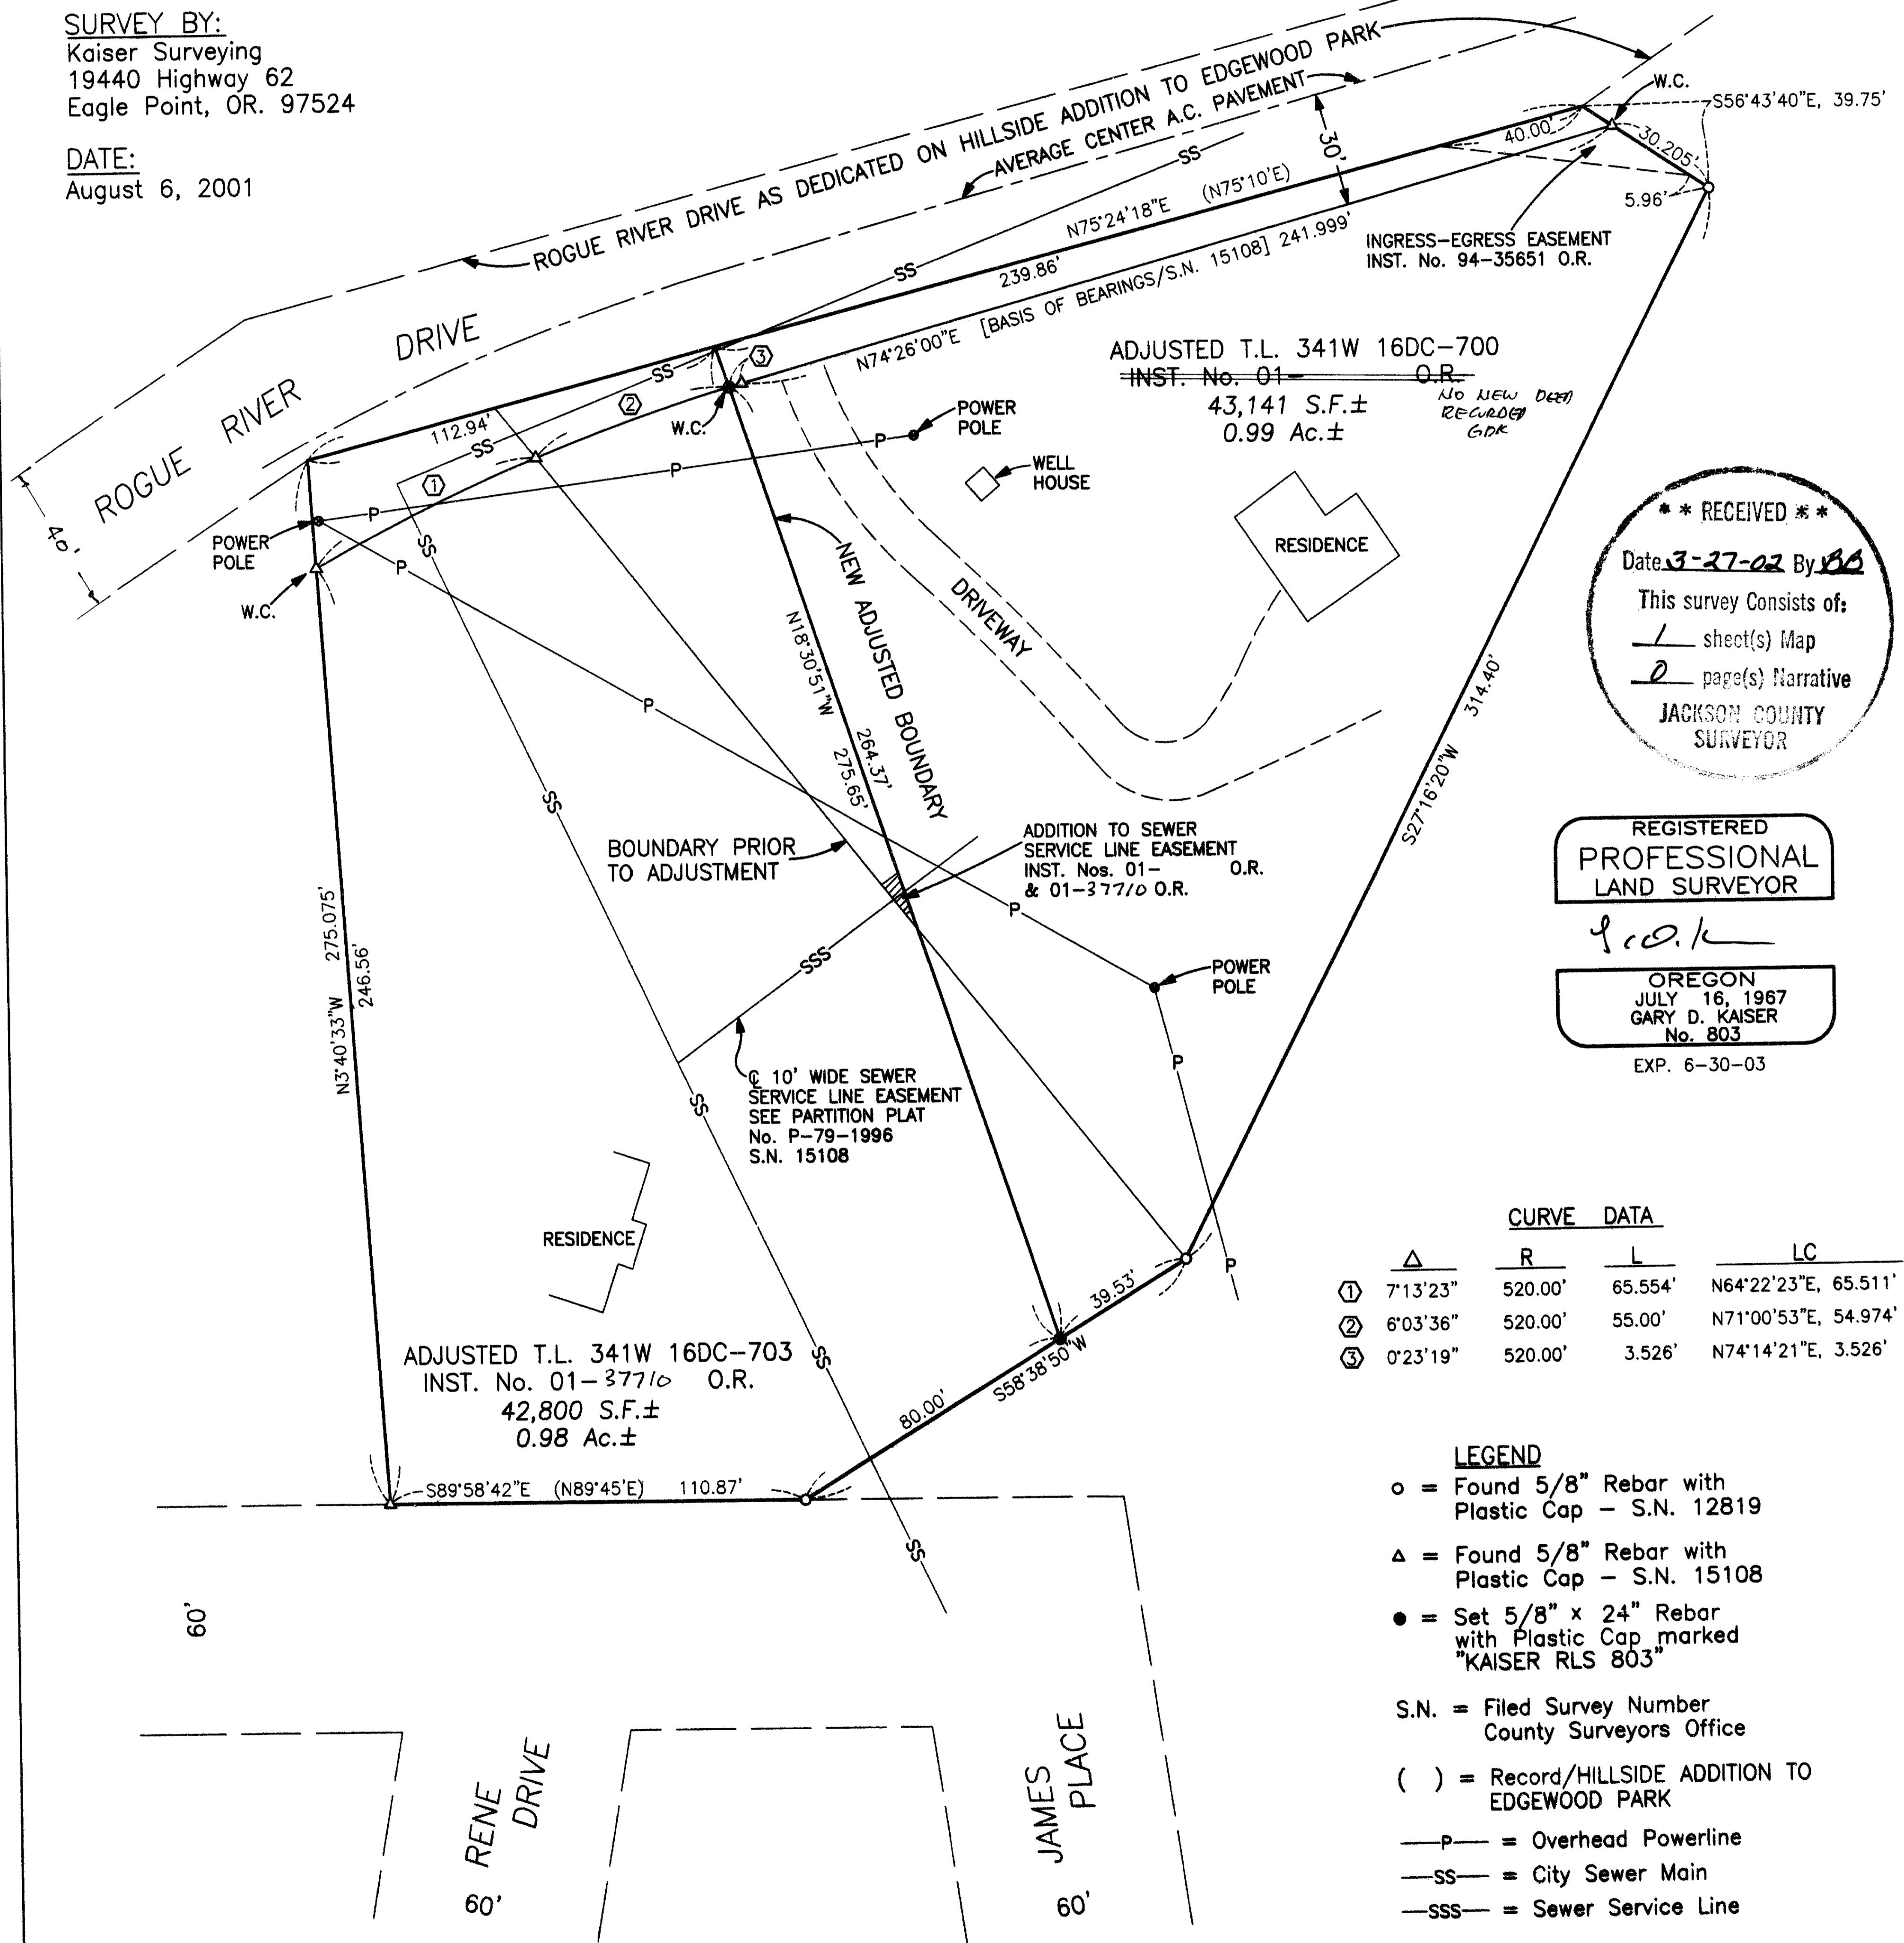 SURVEY BY:
Kaiser Surveying
19440 Highway 62
Eagle Point, OR. 97524
DATE:
August 6, 2001
ROGUE RIVER DRIVE AS DEDICATED ON HILLSIDE ADDITION TO EDGEWOOD PARK
AVERAGE CENTER A.C. PAVEMENT
W.C.
S56°43'40"E, 39.75'
40.00'
30.205'
5.96'
30'
SS
SS
N75°24'18"E (N75°10'E)
239.86'
N74°26'00"E [BASIS OF BEARINGS/S.N. 15108] 241.999'
INGRESS-EGRESS EASEMENT
INST. No. 94-35651 O.R.
ROGUE RIVER DRIVE
40'
112.94'
SS
SS
1
2
3
W.C.
POWER
POLE
P
P
P
POWER
POLE
P
W.C.
ADJUSTED T.L. 341W 16DC-700
INST. No. 01- O.R.
NO NEW DEED
RECORDED
GDK
43,141 S.F.±
0.99 Ac.±
WELL
HOUSE
RESIDENCE
DRIVEWAY
NEW ADJUSTED BOUNDARY
N18°30'51"W 264.37'
275.65'
SS
P
SS
BOUNDARY PRIOR
TO ADJUSTMENT
ADDITION TO SEWER
SERVICE LINE EASEMENT
INST. Nos. 01- O.R.
& 01-37710 O.R.
P
SSS
POWER
POLE
P
P
S27°16'20"W 314.40'
* * RECEIVED * *
Date 3-27-02 By BB
This survey Consists of:
1 sheet(s) Map
0 page(s) Narrative
JACKSON COUNTY
SURVEYOR
REGISTERED
PROFESSIONAL
LAND SURVEYOR
OREGON
JULY 16, 1967
GARY D. KAISER
No. 803
EXP. 6-30-03
N3°40'33"W 275.075'
246.56'
℄ 10' WIDE SEWER
SERVICE LINE EASEMENT
SEE PARTITION PLAT
No. P-79-1996
S.N. 15108
SS
RESIDENCE
ADJUSTED T.L. 341W 16DC-703
INST. No. 01-37710 O.R.
42,800 S.F.±
0.98 Ac.±
SS
39.53'
S58°38'50"W
80.00'
S89°58'42"E (N89°45'E) 110.87'
SS
60'
RENE
DRIVE
60'
JAMES
PLACE
60'
CURVE DATA
△ R L LC
1 7°13'23" 520.00' 65.554' N64°22'23"E, 65.511'
2 6°03'36" 520.00' 55.00' N71°00'53"E, 54.974'
3 0°23'19" 520.00' 3.526' N74°14'21"E, 3.526'
LEGEND
○ = Found 5/8" Rebar with
Plastic Cap - S.N. 12819
△ = Found 5/8" Rebar with
Plastic Cap - S.N. 15108
● = Set 5/8" x 24" Rebar
with Plastic Cap marked
"KAISER RLS 803"
S.N. = Filed Survey Number
County Surveyors Office
( ) = Record/HILLSIDE ADDITION TO
EDGEWOOD PARK
—P— = Overhead Powerline
—SS— = City Sewer Main
—SSS— = Sewer Service Line